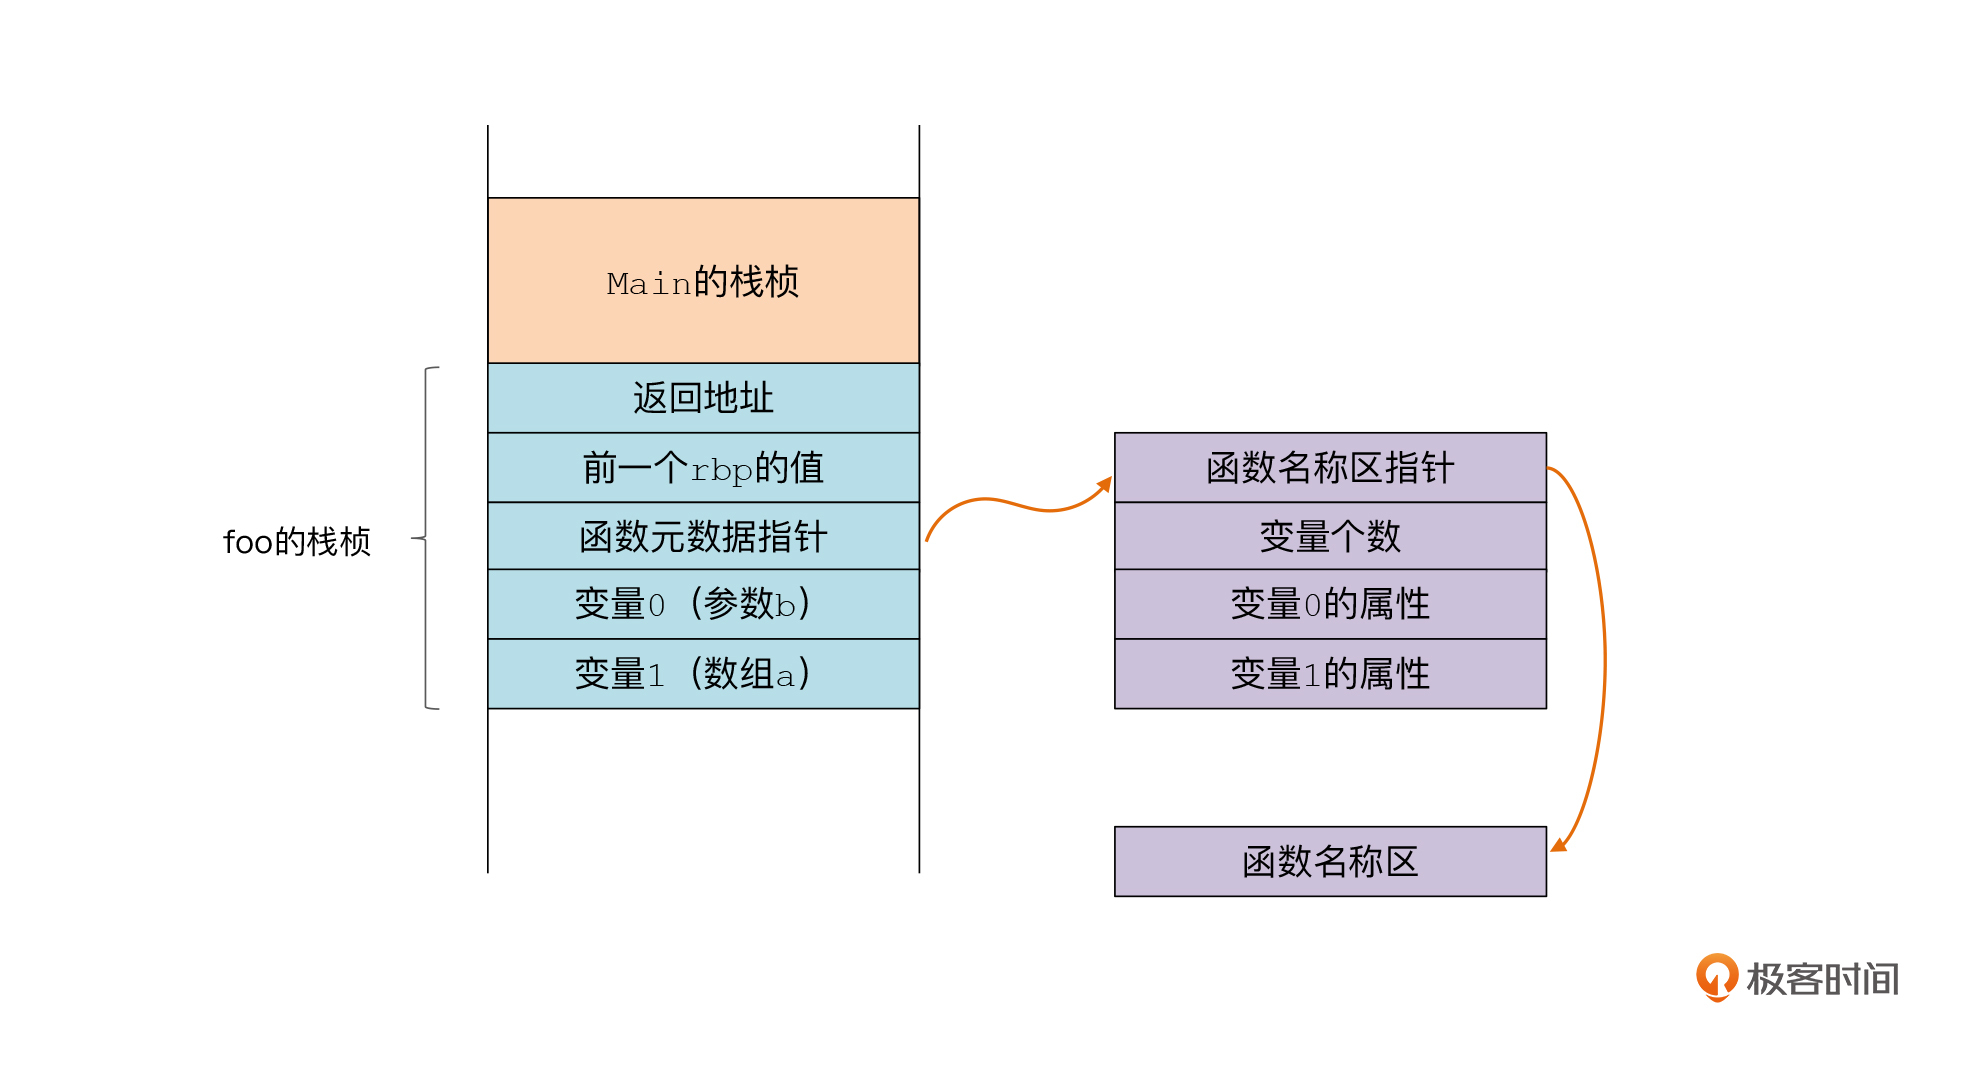 Main的栈桢
返回地址
前一个rbp的值
函数元数据指针
变量0（参数b）
变量1（数组a）
foo的栈桢
函数名称区指针
变量个数
变量0的属性
变量1的属性
函数名称区
极客时间